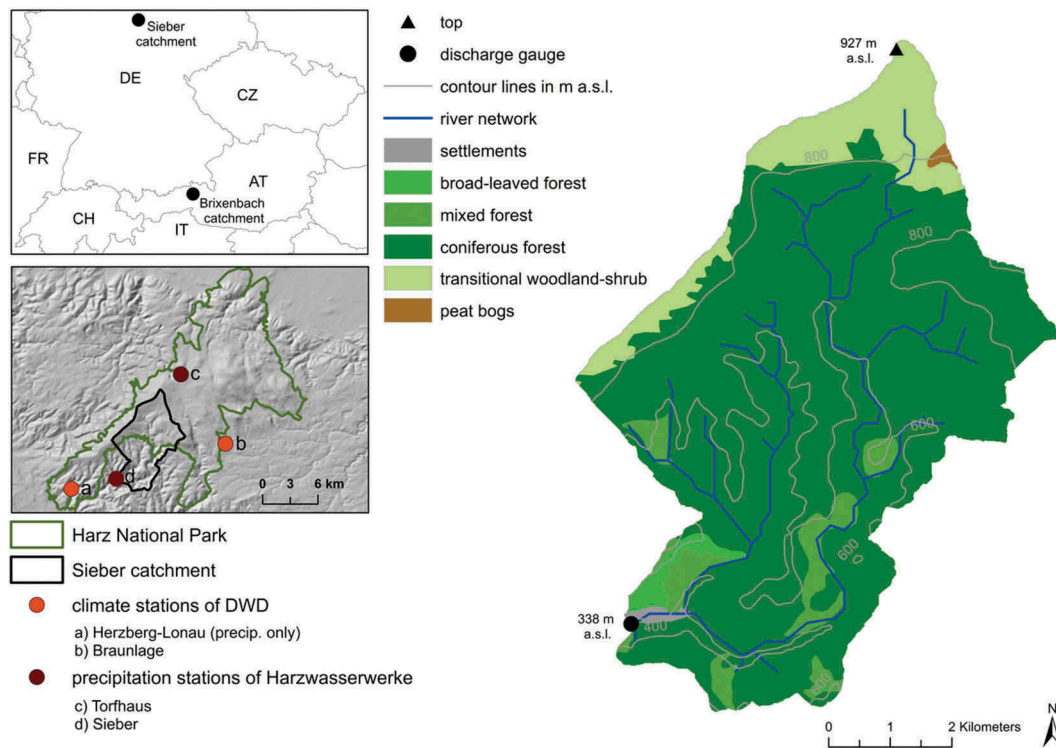 Sieber
catchment
DE
CZ
FR
AT
Brixenbach
catchment
CH
IT
c
b
d
a
0 3 6 km
Harz National Park
Sieber catchment
climate stations of DWD
a) Herzberg-Lonau (precip. only)
b) Braunlage
precipitation stations of Harzwasserwerke
c) Torfhaus
d) Sieber
top
discharge gauge
contour lines in m a.s.l.
river network
settlements
broad-leaved forest
mixed forest
coniferous forest
transitional woodland-shrub
peat bogs
927 m
a.s.l.
800
800
600
600
338 m
a.s.l.
400
600
0 1 2 Kilometers
N